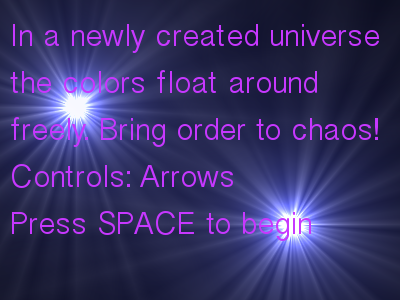 In a newly created universe
the colors float around
freely. Bring order to chaos!
Controls: Arrows
Press SPACE to begin